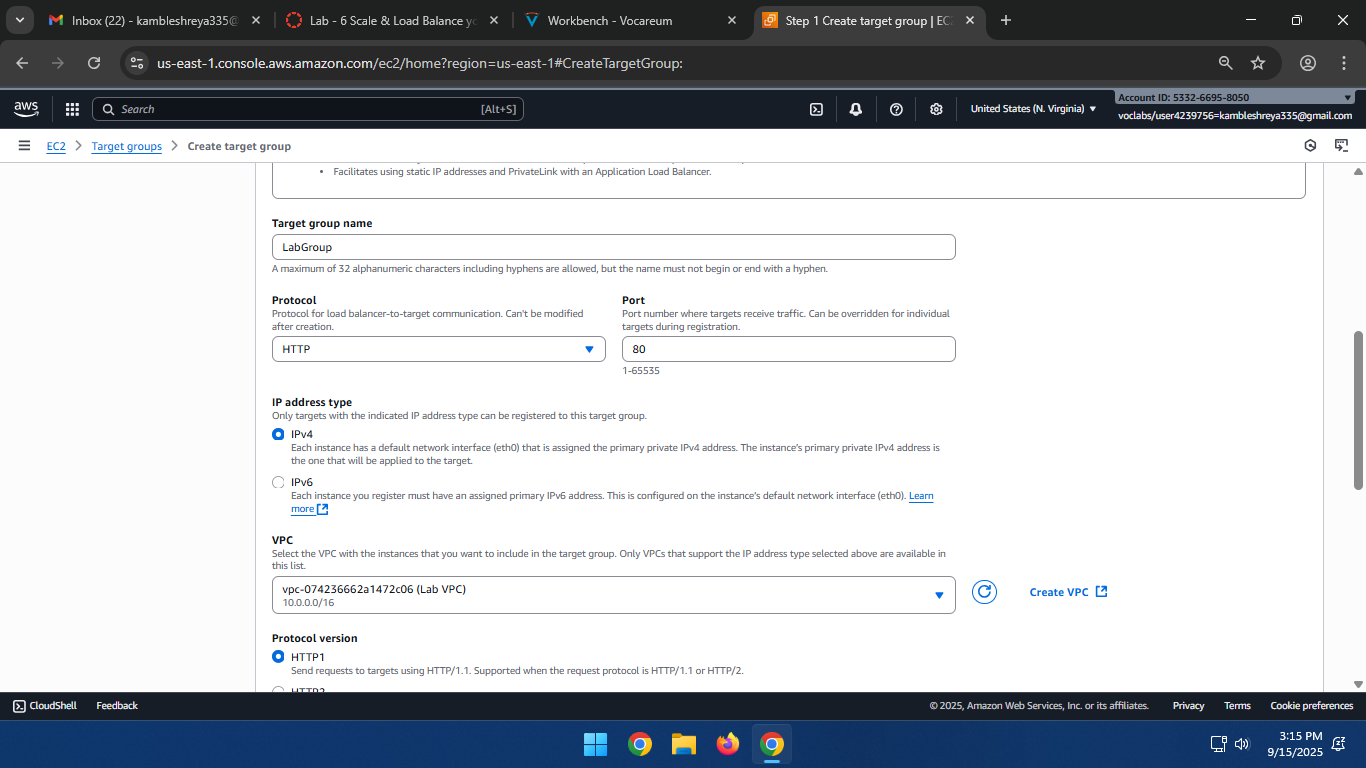 Inbox (22) - kambleshreya335@
Lab - 6 Scale & Load Balance yo
Workbench - Vocareum
Step 1 Create target group | EC
us-east-1.console.aws.amazon.com/ec2/home?region=us-east-1#CreateTargetGroup:
aws
Search
[Alt+S]
United States (N. Virginia)
Account ID: 5332-6695-8050
voclabs/user4239756=kambleshreya335@gmail.com
EC2
Target groups
Create target group
• Facilitates using static IP addresses and PrivateLink with an Application Load Balancer.
Target group name
LabGroup
A maximum of 32 alphanumeric characters including hyphens are allowed, but the name must not begin or end with a hyphen.
Protocol
Protocol for load balancer-to-target communication. Can't be modified
after creation.
HTTP
Port
Port number where targets receive traffic. Can be overridden for individual
targets during registration.
80
1-65535
IP address type
Only targets with the indicated IP address type can be registered to this target group.
IPv4
Each instance has a default network interface (eth0) that is assigned the primary private IPv4 address. The instance's primary private IPv4 address is
the one that will be applied to the target.
IPv6
Each instance you register must have an assigned primary IPv6 address. This is configured on the instance's default network interface (eth0). Learn
more
VPC
Select the VPC with the instances that you want to include in the target group. Only VPCs that support the IP address type selected above are available in
this list.
vpc-074236662a1472c06 (Lab VPC)
10.0.0.0/16
Create VPC
Protocol version
HTTP1
Send requests to targets using HTTP/1.1. Supported when the request protocol is HTTP/1.1 or HTTP/2.
HTTP2
CloudShell
Feedback
© 2025, Amazon Web Services, Inc. or its affiliates.
Privacy
Terms
Cookie preferences
3:15 PM
9/15/2025